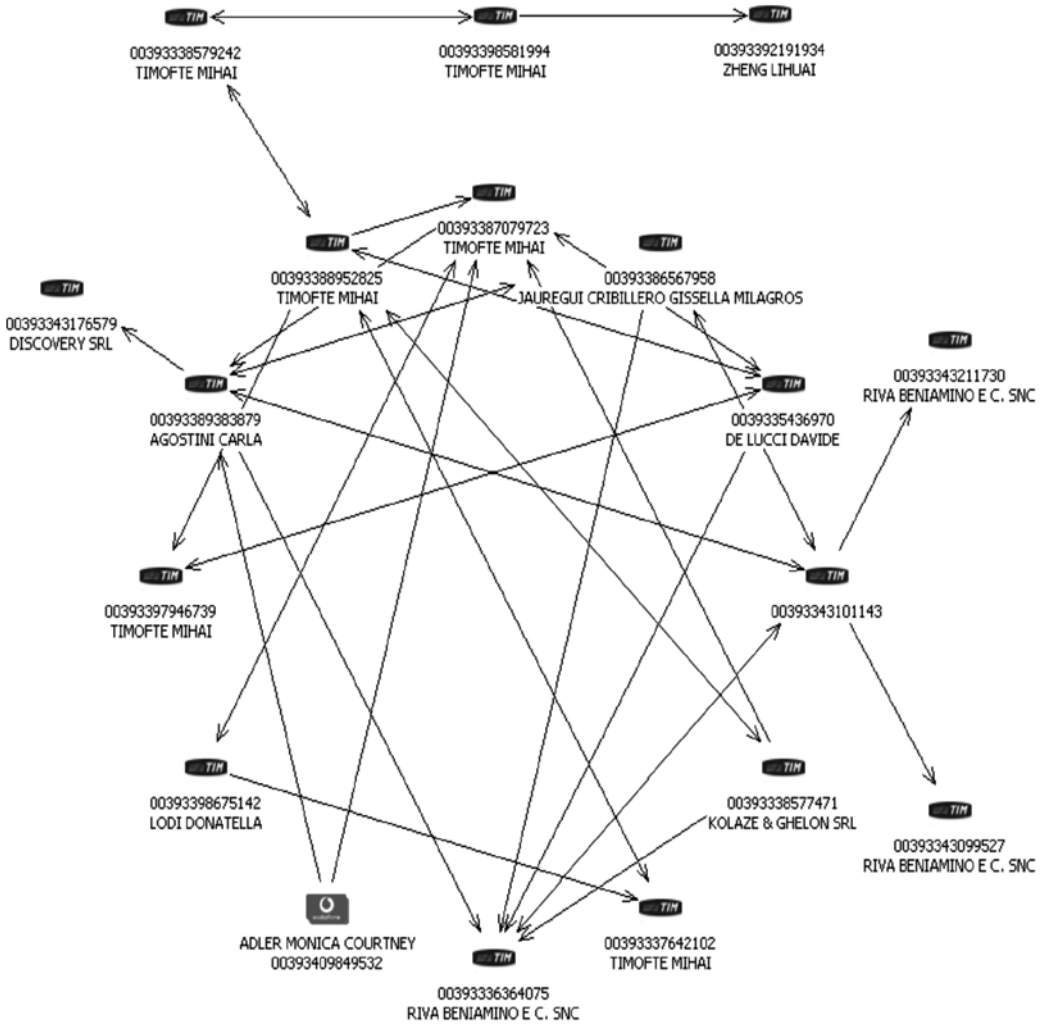 TIM
TIM
TIM
00393338579242
TIMOFTE MIHAI
00393398581994
TIMOFTE MIHAI
00393392191934
ZHENG LIHUAI
TIM
00393387079723
TIMOFTE MIHAI
TIM
00393388952825
TIMOFTE MIHAI
TIM
00393386567958
JAUREGUI CRIBILLERO GISSELLA MILAGROS
TIM
00393343176579
DISCOVERY SRL
TIM
00393343211730
RIVA BENIAMINO E C. SNC
TIM
00393389383879
AGOSTINI CARLA
TIM
0039335436970
DE LUCCI DAVIDE
TIM
00393397946739
TIMOFTE MIHAI
TIM
00393343101143
TIM
00393398675142
LODI DONATELLA
TIM
00393338577471
KOLAZE & GHELON SRL
TIM
00393343099527
RIVA BENIAMINO E C. SNC
vodafone
ADLER MONICA COURTNEY
00393409849532
TIM
00393337642102
TIMOFTE MIHAI
TIM
00393336364075
RIVA BENIAMINO E C. SNC